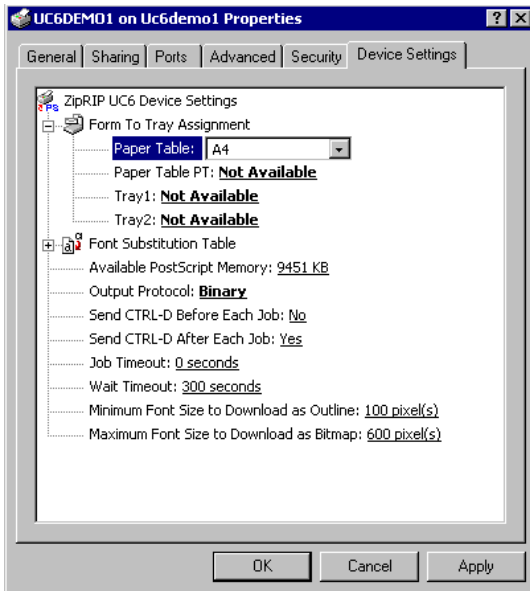 UC6DEMO1 on Uc6demo1 Properties
General Sharing Ports Advanced Security Device Settings
ZipRIP UC6 Device Settings
Form To Tray Assignment
Paper Table: A4
Paper Table PT: Not Available
Tray1: Not Available
Tray2: Not Available
Font Substitution Table
Available PostScript Memory: 9451 KB
Output Protocol: Binary
Send CTRL-D Before Each Job: No
Send CTRL-D After Each Job: Yes
Job Timeout: 0 seconds
Wait Timeout: 300 seconds
Minimum Font Size to Download as Outline: 100 pixel(s)
Maximum Font Size to Download as Bitmap: 600 pixel(s)
OK Cancel Apply